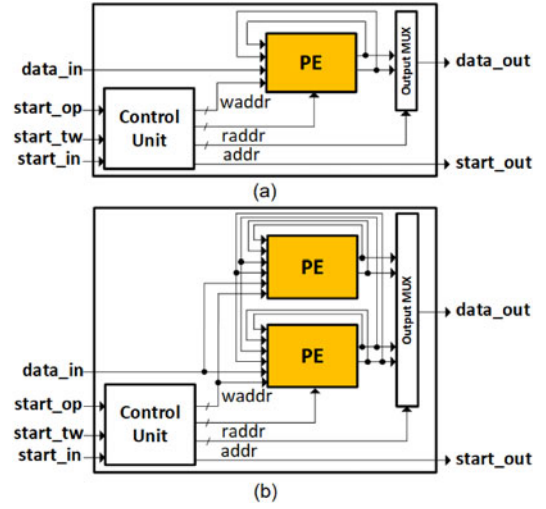 PE
Output MUX
data_out
data_in
start_op
waddr
Control
Unit
start_tw
raddr
start_in
addr
start_out
(a)
PE
Output MUX
data_out
PE
data_in
waddr
start_op
Control
Unit
start_tw
raddr
start_in
addr
start_out
(b)